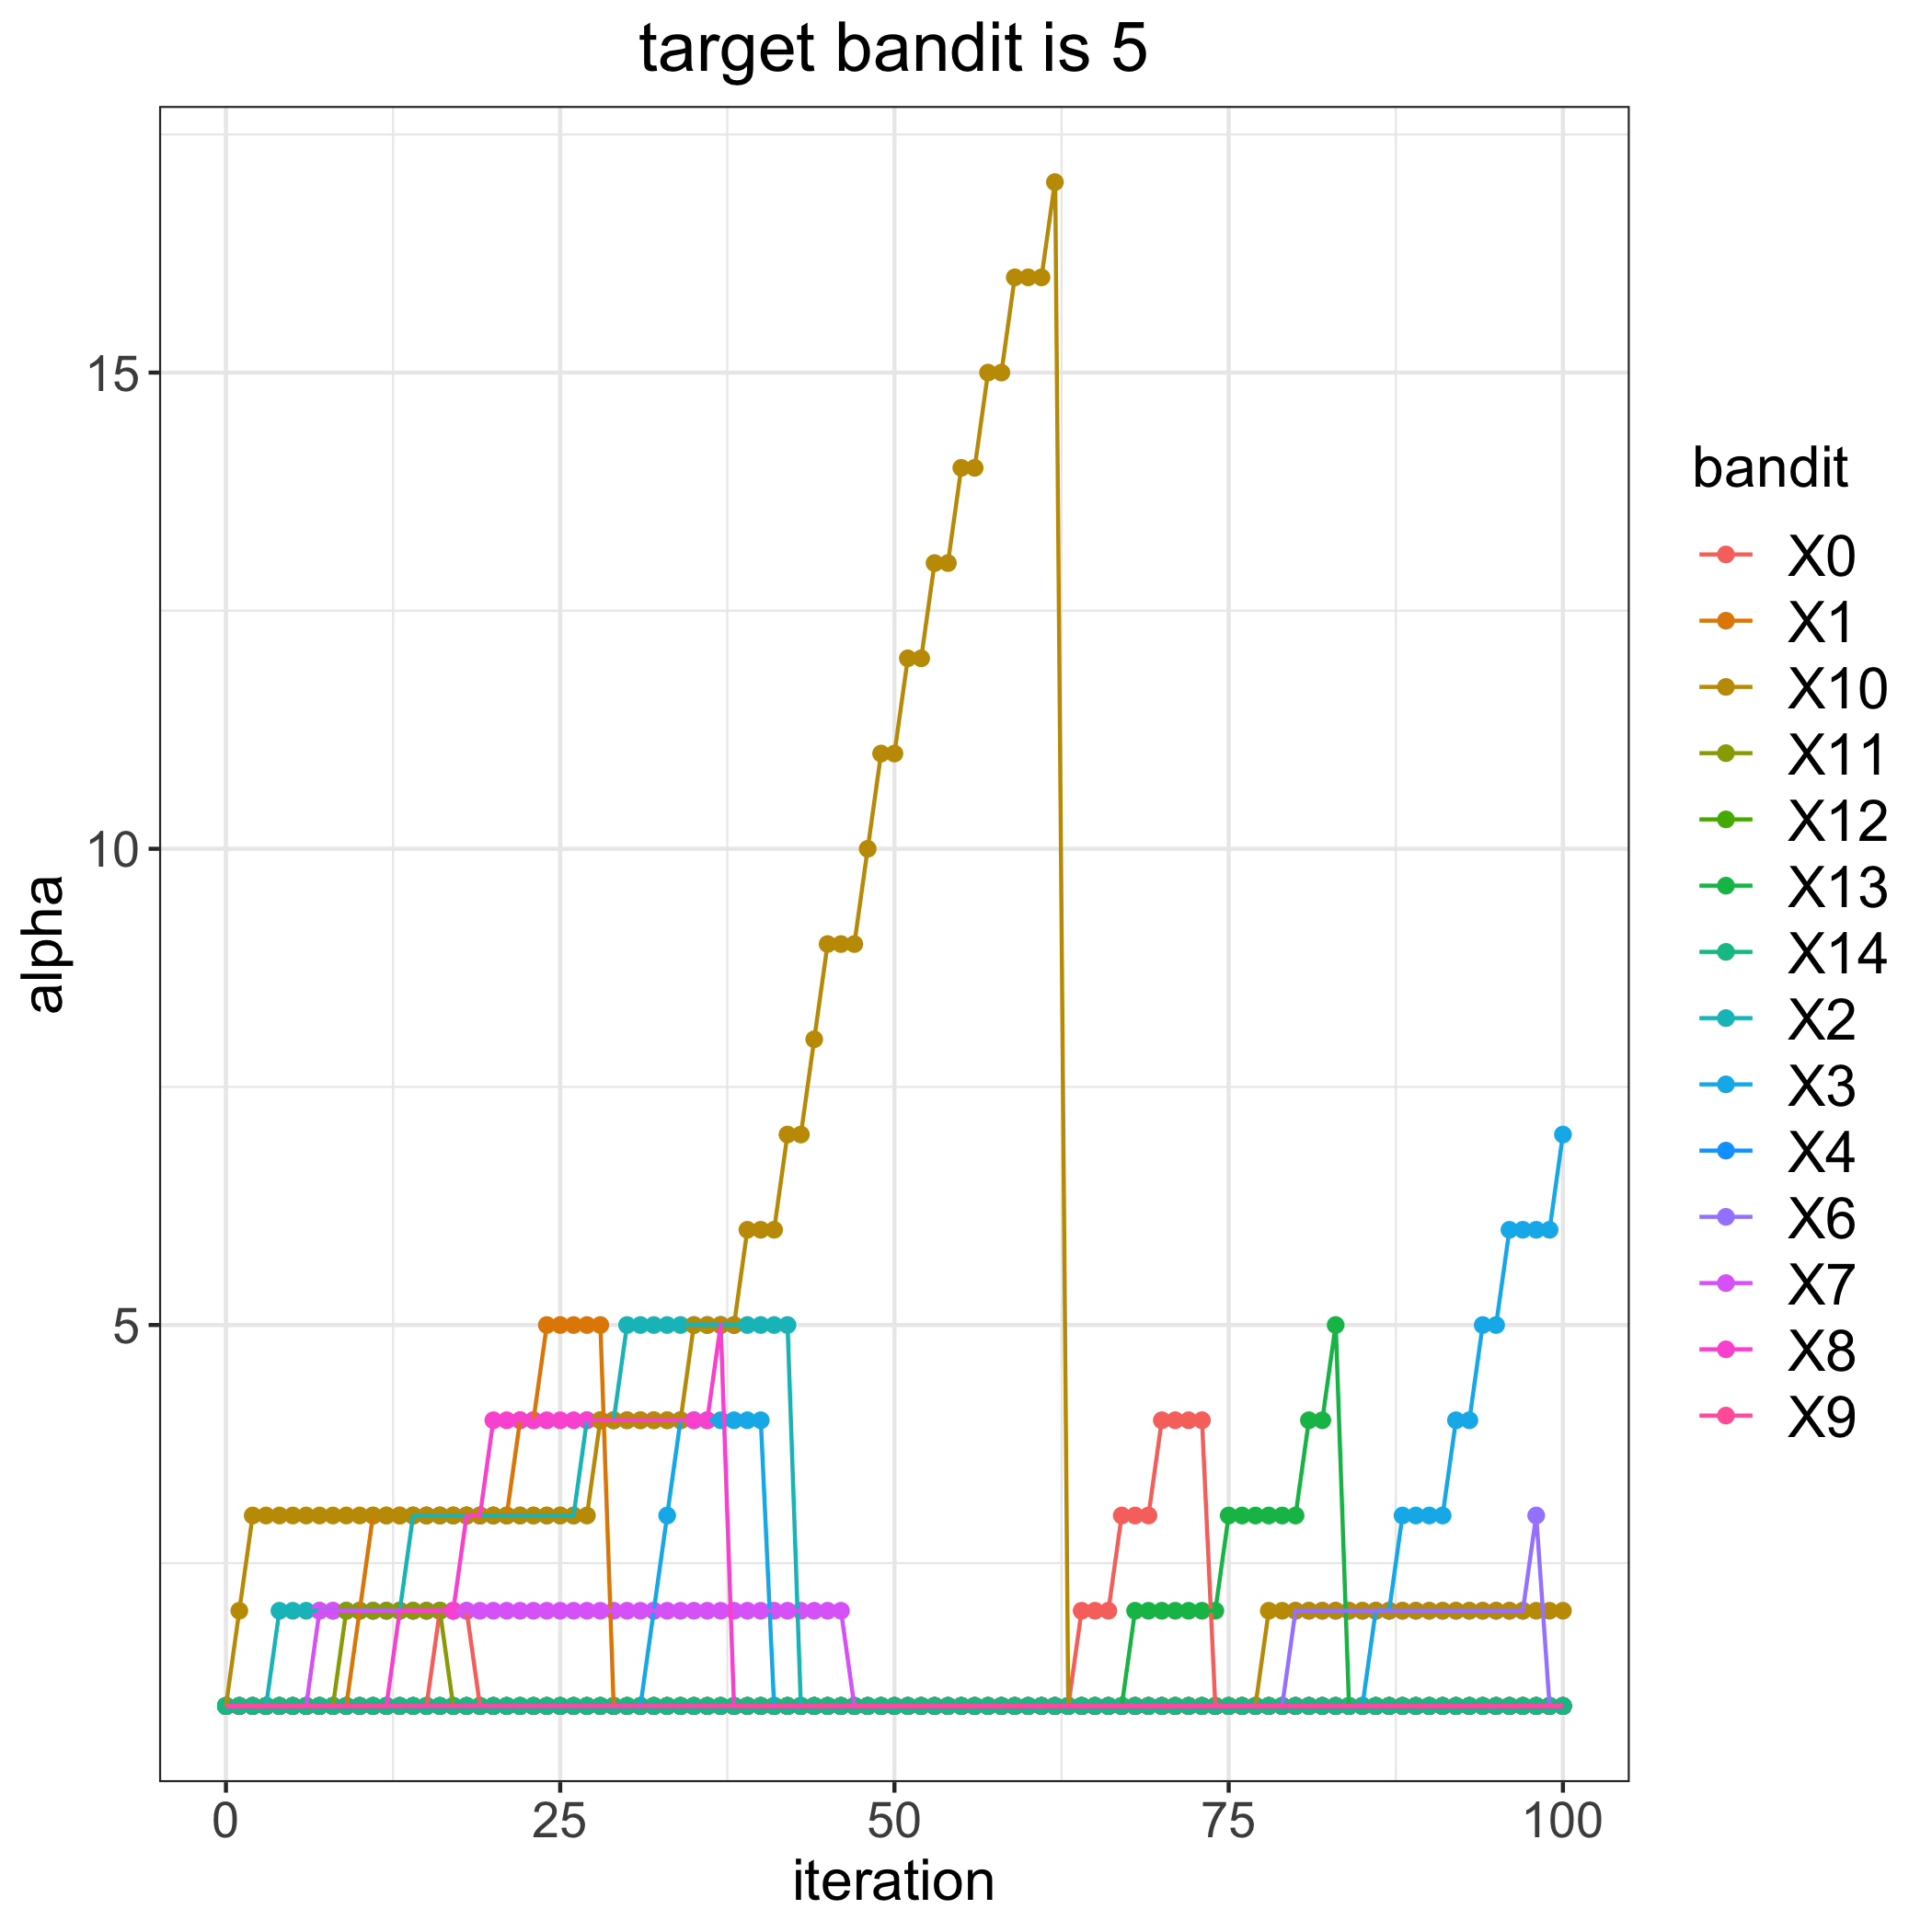 target bandit is 5
15
10
5
alpha
0 25 50 75 100
iteration
bandit
X0
X1
X10
X11
X12
X13
X14
X2
X3
X4
X6
X7
X8
X9